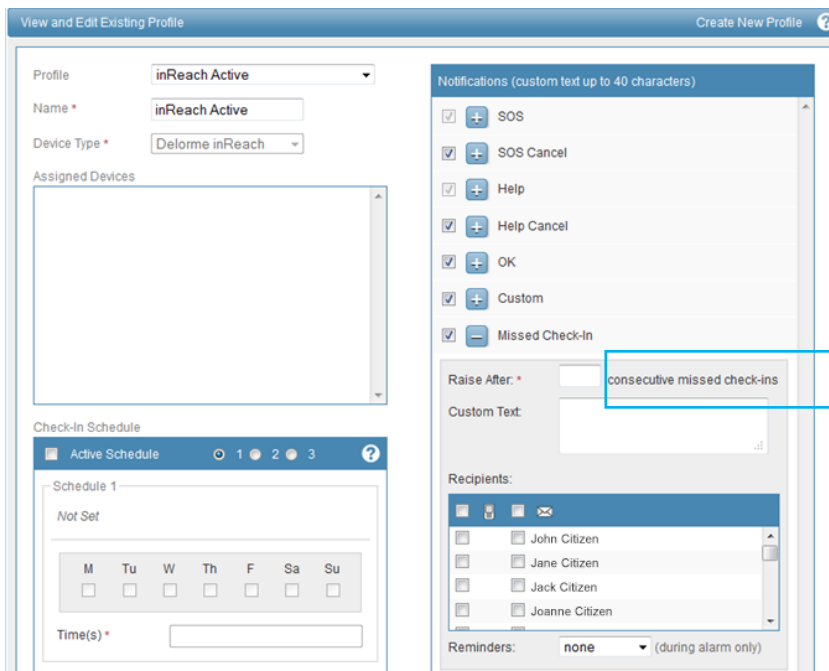 View and Edit Existing Profile
Create New Profile ?
Profile
inReach Active
Name *
inReach Active
Device Type *
Delorme inReach
Assigned Devices
Check-In Schedule
Active Schedule 1 2 3 ?
Schedule 1
Not Set
M Tu W Th F Sa Su
Time(s) *
Notifications (custom text up to 40 characters)
SOS
SOS Cancel
Help
Help Cancel
OK
Custom
Missed Check-In
Raise After: * consecutive missed check-ins
Custom Text:
Recipients:
John Citizen
Jane Citizen
Jack Citizen
Joanne Citizen
Reminders: none (during alarm only)